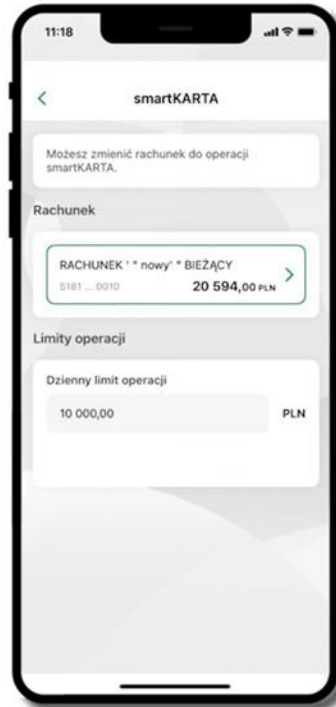 11:18
smartKARTA
Możesz zmienić rachunek do operacji
smartKARTA.
Rachunek
RACHUNEK ' " nowy' " BIEŻĄCY
5181 ... 0010 20 594,00 PLN
Limity operacji
Dzienny limit operacji
10 000,00 PLN